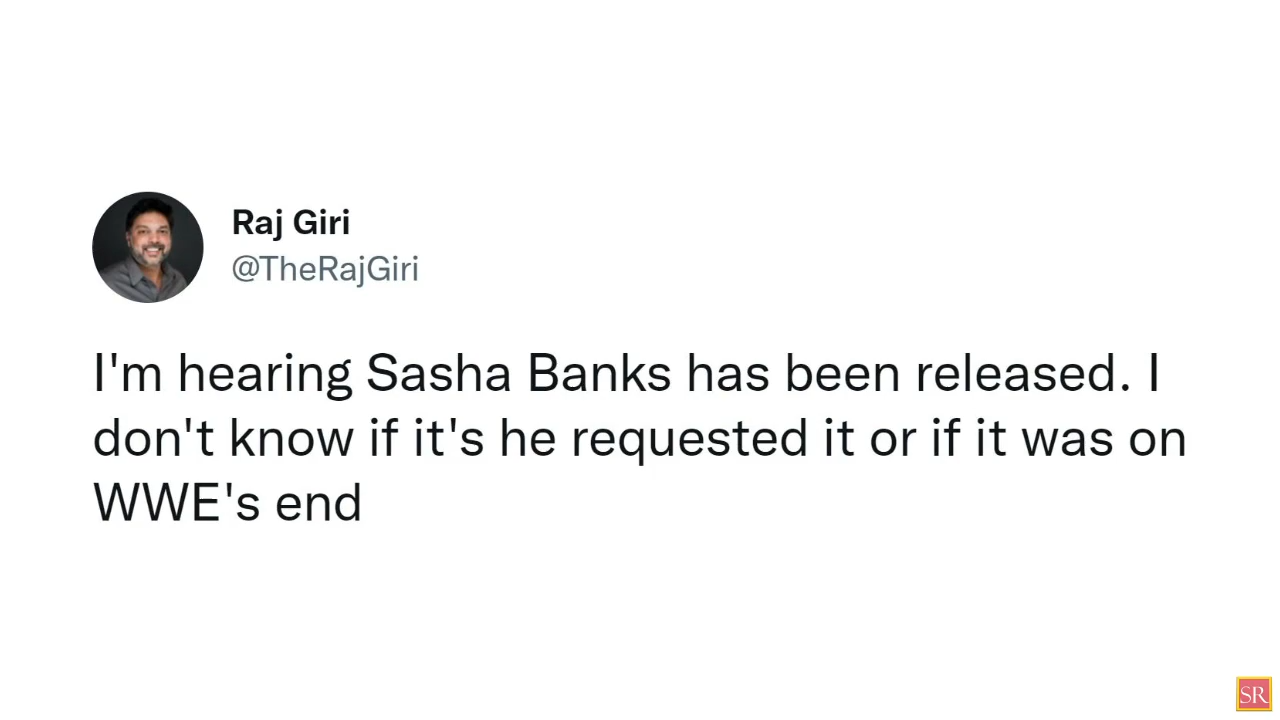 Raj Giri
@TheRajGiri
I'm hearing Sasha Banks has been released. I
don't know if it's he requested it or if it was on
WWE's end
SR